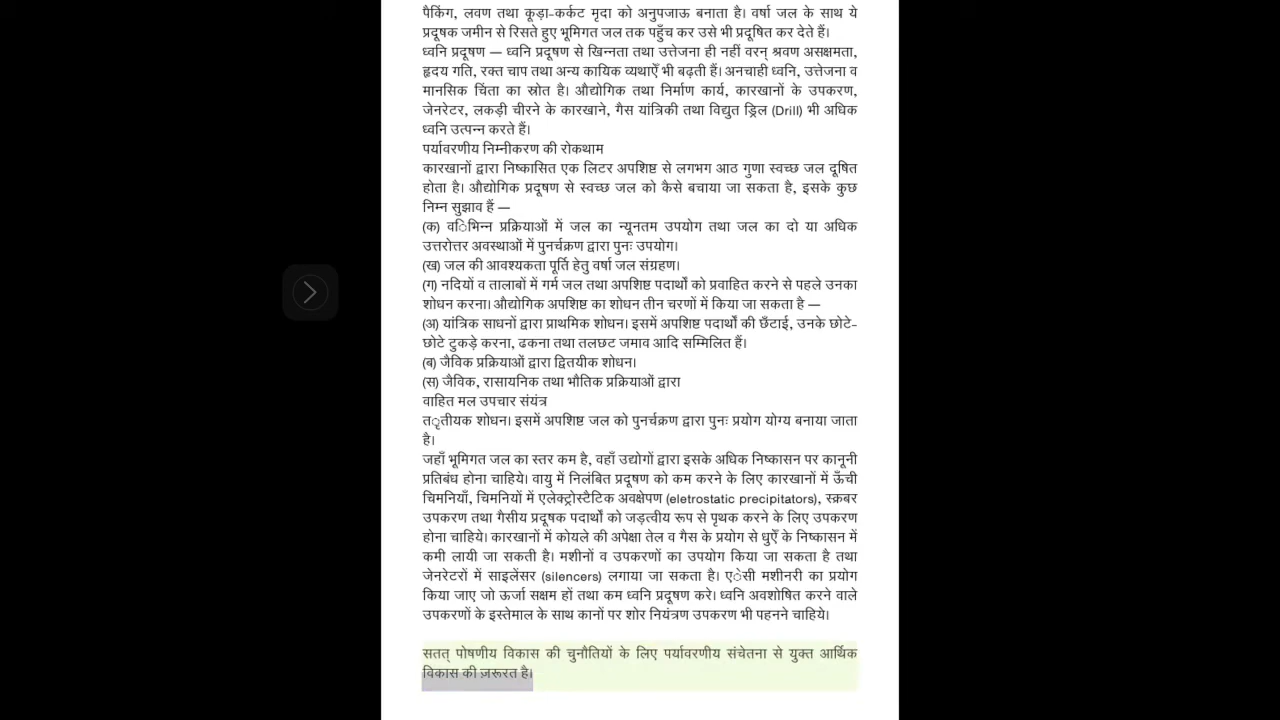 पैकिंग, लवण तथा कूड़ा-कर्कट मृदा को अनुपजाऊ बनाता है। वर्षा जल के साथ ये
प्रदूषक जमीन से रिसते हुए भूमिगत जल तक पहुँच कर उसे भी प्रदूषित कर देते हैं।
ध्वनि प्रदूषण — ध्वनि प्रदूषण से खिन्नता तथा उत्तेजना ही नहीं वरन् श्रवण असक्षमता,
हृदय गति, रक्त चाप तथा अन्य कायिक व्यथाएँ भी बढ़ती हैं। अनचाही ध्वनि, उत्तेजना व
मानसिक चिंता का स्रोत है। औद्योगिक तथा निर्माण कार्य, कारखानों के उपकरण,
जेनरेटर, लकड़ी चीरने के कारखाने, गैस यांत्रिकी तथा विद्युत ड्रिल (Drill) भी अधिक
ध्वनि उत्पन्न करते हैं।
पर्यावरणीय निम्नीकरण की रोकथाम
कारखानों द्वारा निष्कासित एक लिटर अपशिष्ट से लगभग आठ गुणा स्वच्छ जल दूषित
होता है। औद्योगिक प्रदूषण से स्वच्छ जल को कैसे बचाया जा सकता है, इसके कुछ
निम्न सुझाव हैं —
(क) वि​िभिन्न प्रक्रियाओं में जल का न्यूनतम उपयोग तथा जल का दो या अधिक
उत्तरोत्तर अवस्थाओं में पुनर्चक्रण द्वारा पुनः उपयोग।
(ख) जल की आवश्यकता पूर्ति हेतु वर्षा जल संग्रहण।
(ग) नदियों व तालाबों में गर्म जल तथा अपशिष्ट पदार्थों को प्रवाहित करने से पहले उनका
शोधन करना। औद्योगिक अपशिष्ट का शोधन तीन चरणों में किया जा सकता है —
(अ) यांत्रिक साधनों द्वारा प्राथमिक शोधन। इसमें अपशिष्ट पदार्थों की छँटाई, उनके छोटे-
छोटे टुकड़े करना, ढकना तथा तलछट जमाव आदि सम्मिलित हैं।
(ब) जैविक प्रक्रियाओं द्वारा द्वितयीक शोधन।
(स) जैविक, रासायनिक तथा भौतिक प्रक्रियाओं द्वारा
वाहित मल उपचार संयंत्र
त​ृतीयक शोधन। इसमें अपशिष्ट जल को पुनर्चक्रण द्वारा पुनः प्रयोग योग्य बनाया जाता
है।
जहाँ भूमिगत जल का स्तर कम है, वहाँ उद्योगों द्वारा इसके अधिक निष्कासन पर कानूनी
प्रतिबंध होना चाहिये। वायु में निलंबित प्रदूषण को कम करने के लिए कारखानों में ऊँची
चिमनियाँ, चिमनियों में एलेक्ट्रोस्टैटिक अवक्षेपण (eletrostatic precipitators), स्क्रबर
उपकरण तथा गैसीय प्रदूषक पदार्थों को जड़त्वीय रूप से पृथक करने के लिए उपकरण
होना चाहिये। कारखानों में कोयले की अपेक्षा तेल व गैस के प्रयोग से धुएँ के निष्कासन में
कमी लायी जा सकती है। मशीनों व उपकरणों का उपयोग किया जा सकता है तथा
जेनरेटरों में साइलेंसर (silencers) लगाया जा सकता है। ए​ेसी मशीनरी का प्रयोग
किया जाए जो ऊर्जा सक्षम हों तथा कम ध्वनि प्रदूषण करे। ध्वनि अवशोषित करने वाले
उपकरणों के इस्तेमाल के साथ कानों पर शोर नियंत्रण उपकरण भी पहनने चाहिये।
सतत् पोषणीय विकास की चुनौतियों के लिए पर्यावरणीय संचेतना से युक्त आर्थिक
विकास की ज़रूरत है।